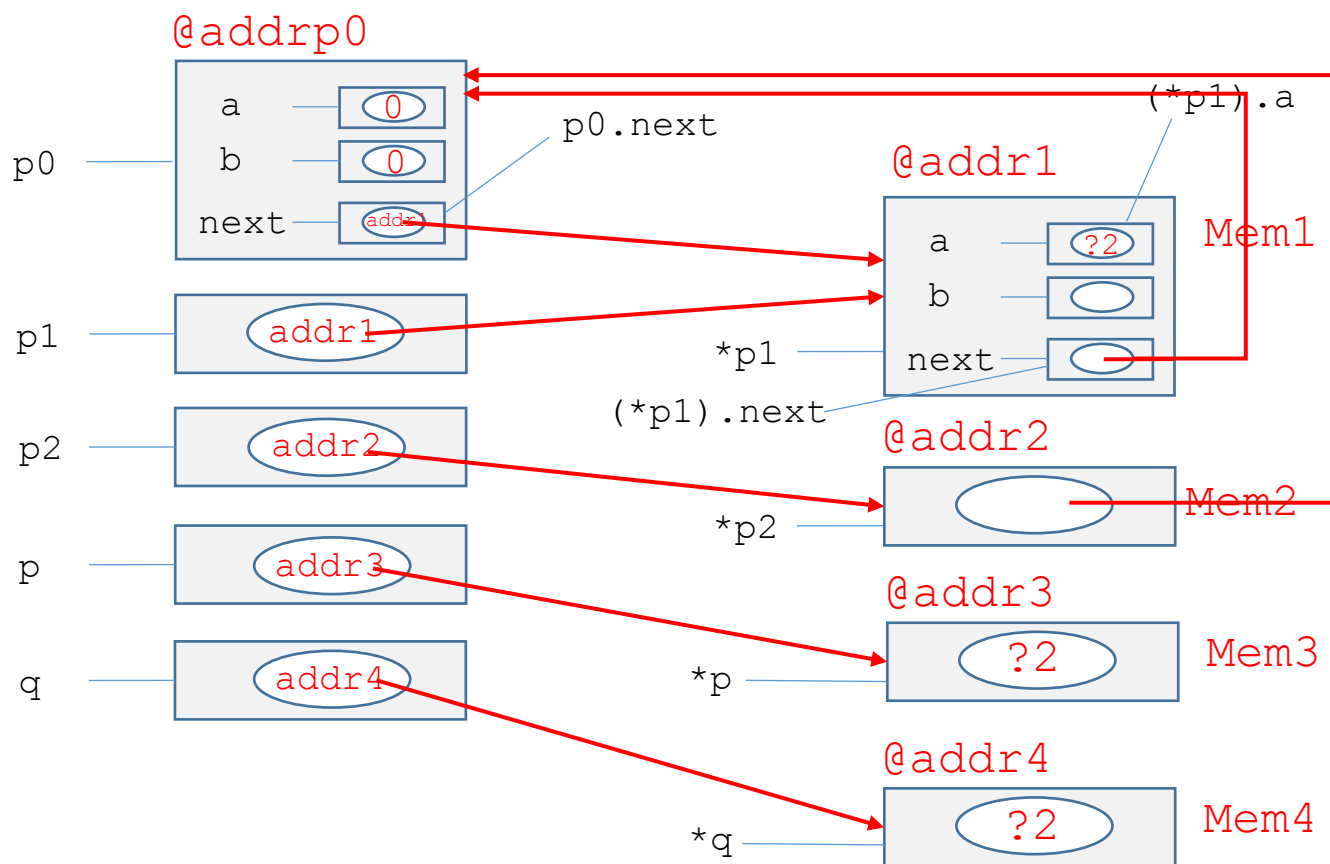 @addrp0
a 0 (*p1).a
p0.next
p0 b 0
@addr1
next addr1
a ?2 Mem1
b
p1 addr1
*p1 next
(*p1).next
@addr2
p2 addr2
*p2 Mem2
p addr3
@addr3
*p ?2 Mem3
q addr4
@addr4
*q ?2 Mem4